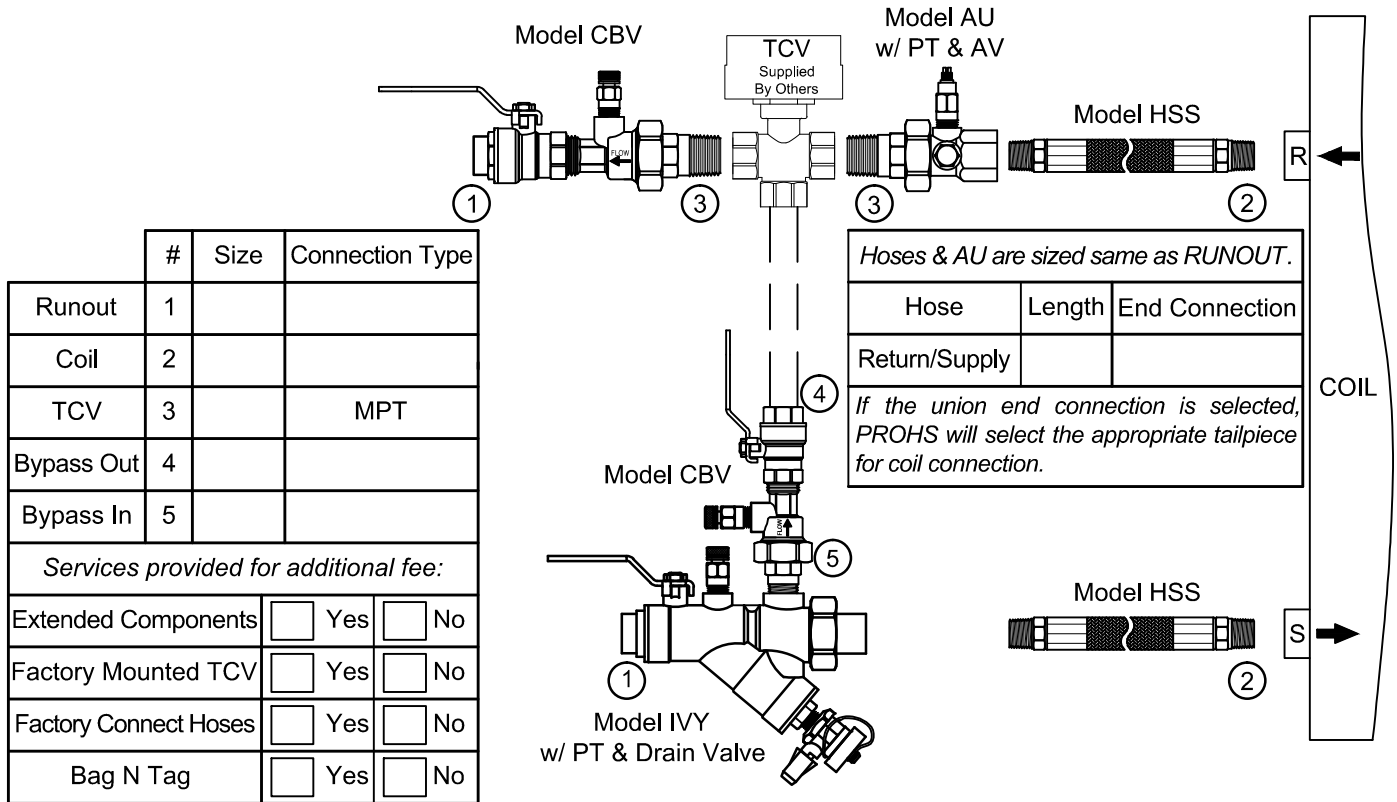 Model CBV
TCV
Supplied
By Others
Model AU
w/ PT & AV
Model HSS
FLOW
R
1
3
3
2
# Size Connection Type
Runout 1
Coil 2
TCV 3 MPT
Bypass Out 4
Bypass In 5
Services provided for additional fee:
Extended Components Yes No
Factory Mounted TCV Yes No
Factory Connect Hoses Yes No
Bag N Tag Yes No
Hoses & AU are sized same as RUNOUT.
Hose Length End Connection
Return/Supply
If the union end connection is selected,
PROHS will select the appropriate tailpiece
for coil connection.
COIL
4
Model CBV
FLOW
5
Model HSS
S
1
2
Model IVY
w/ PT & Drain Valve